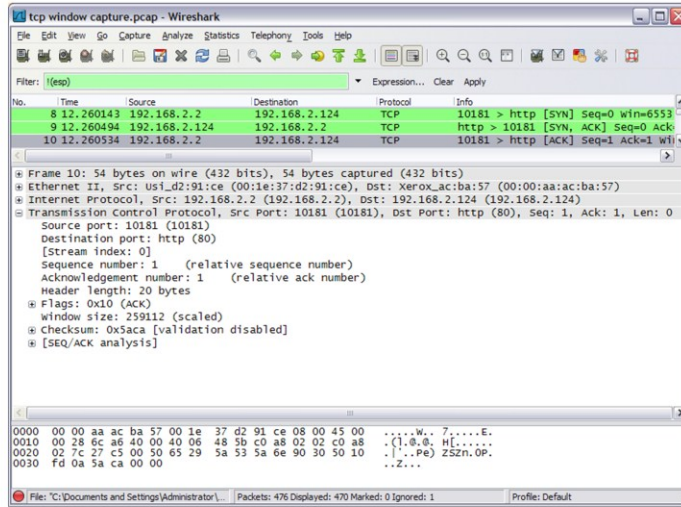 tcp window capture.pcap - Wireshark
File Edit View Go Capture Analyze Statistics Telephony Tools Help
Filter: !(esp) Expression... Clear Apply
No. Time Source Destination Protocol Info
8 12.260143 192.168.2.2 192.168.2.124 TCP 10181 > http [SYN] Seq=0 Win=6553
9 12.260494 192.168.2.124 192.168.2.2 TCP http > 10181 [SYN, ACK] Seq=0 Ack
10 12.260534 192.168.2.2 192.168.2.124 TCP 10181 > http [ACK] Seq=1 Ack=1 Wi
Frame 10: 54 bytes on wire (432 bits), 54 bytes captured (432 bits)
Ethernet II, Src: Usi_d2:91:ce (00:1e:37:d2:91:ce), Dst: Xerox_ac:ba:57 (00:00:aa:ac:ba:57)
Internet Protocol, Src: 192.168.2.2 (192.168.2.2), Dst: 192.168.2.124 (192.168.2.124)
Transmission Control Protocol, Src Port: 10181 (10181), Dst Port: http (80), Seq: 1, Ack: 1, Len: 0
Source port: 10181 (10181)
Destination port: http (80)
[Stream index: 0]
Sequence number: 1 (relative sequence number)
Acknowledgement number: 1 (relative ack number)
Header length: 20 bytes
Flags: 0x10 (ACK)
Window size: 259112 (scaled)
Checksum: 0x5aca [validation disabled]
[SEQ/ACK analysis]
0000 00 00 aa ac ba 57 00 1e 37 d2 91 ce 08 00 45 00 .....W.. 7.....E.
0010 00 28 6c a6 40 00 40 06 48 5b c0 a8 02 02 c0 a8 .(l.@.@. H[......
0020 02 7c 27 c5 00 50 65 29 5a 53 5a 6e 90 30 50 10 .|'..Pe) ZSZn.0P.
0030 fd 0a 5a ca 00 00 ..Z...
File: "C:\Documents and Settings\Administrator\... Packets: 476 Displayed: 470 Marked: 0 Ignored: 1 Profile: Default